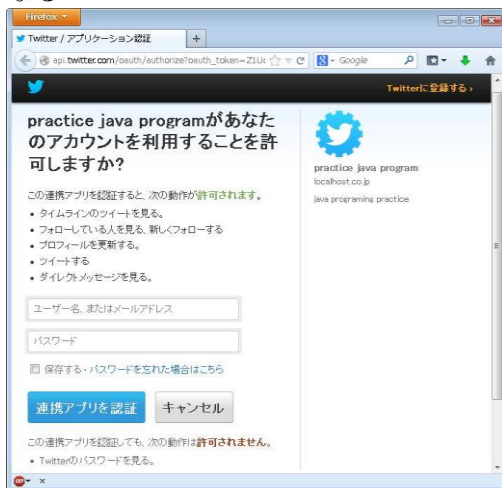 Firefox
Twitter / アプリケーション認証
api.twitter.com/oauth/authorize?oauth_token=Z1U
Google
Twitterに登録する ›
practice java programがあなた
のアカウントを利用することを許
可しますか?
この連携アプリを認証すると、次の動作が許可されます。
• タイムラインのツイートを見る。
• フォローしている人を見る、新しくフォローする
• プロフィールを更新する。
• ツイートする
• ダイレクトメッセージを見る。
ユーザー名、またはメールアドレス
パスワード
保存する・パスワードを忘れた場合はこちら
連携アプリを認証
キャンセル
この連携アプリを認証しても、次の動作は許可されません。
• Twitterのパスワードを見る。
practice java program
localhost.co.jp
java programing practice